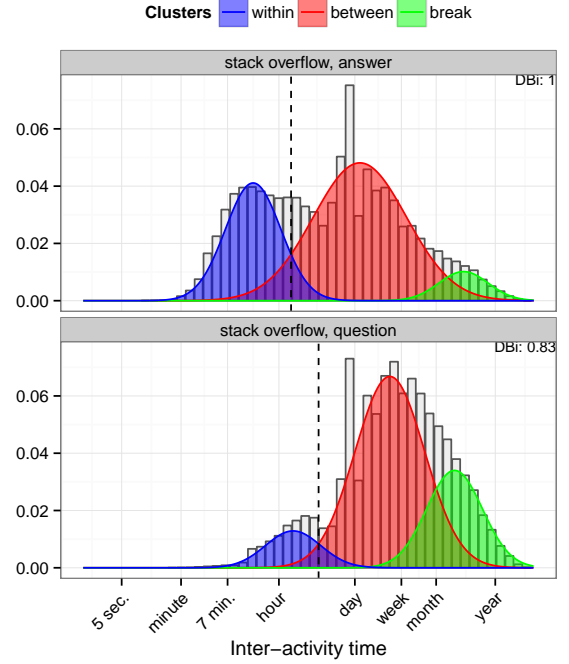 Clusters within between break
stack overflow, answer
DBi: 1
0.06
0.04
0.02
0.00
stack overflow, question
DBi: 0.83
0.06
0.04
0.02
0.00
5 sec. minute 7 min. hour day week month year
Inter−activity time